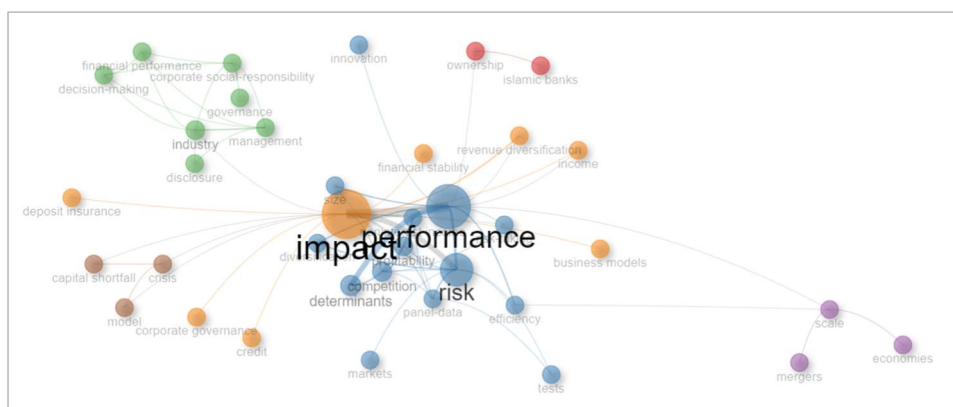 innovation
ownership
financial performance
corporate social-responsibility
islamic banks
decision-making
governance
industry
management
revenue diversification
income
financial stability
disclosure
size
deposit insurance
impact
performance
business models
profitability
capital shortfall
crisis
competition
determinants
risk
panel-data
efficiency
model
corporate governance
scale
credit
economies
markets
tests
mergers